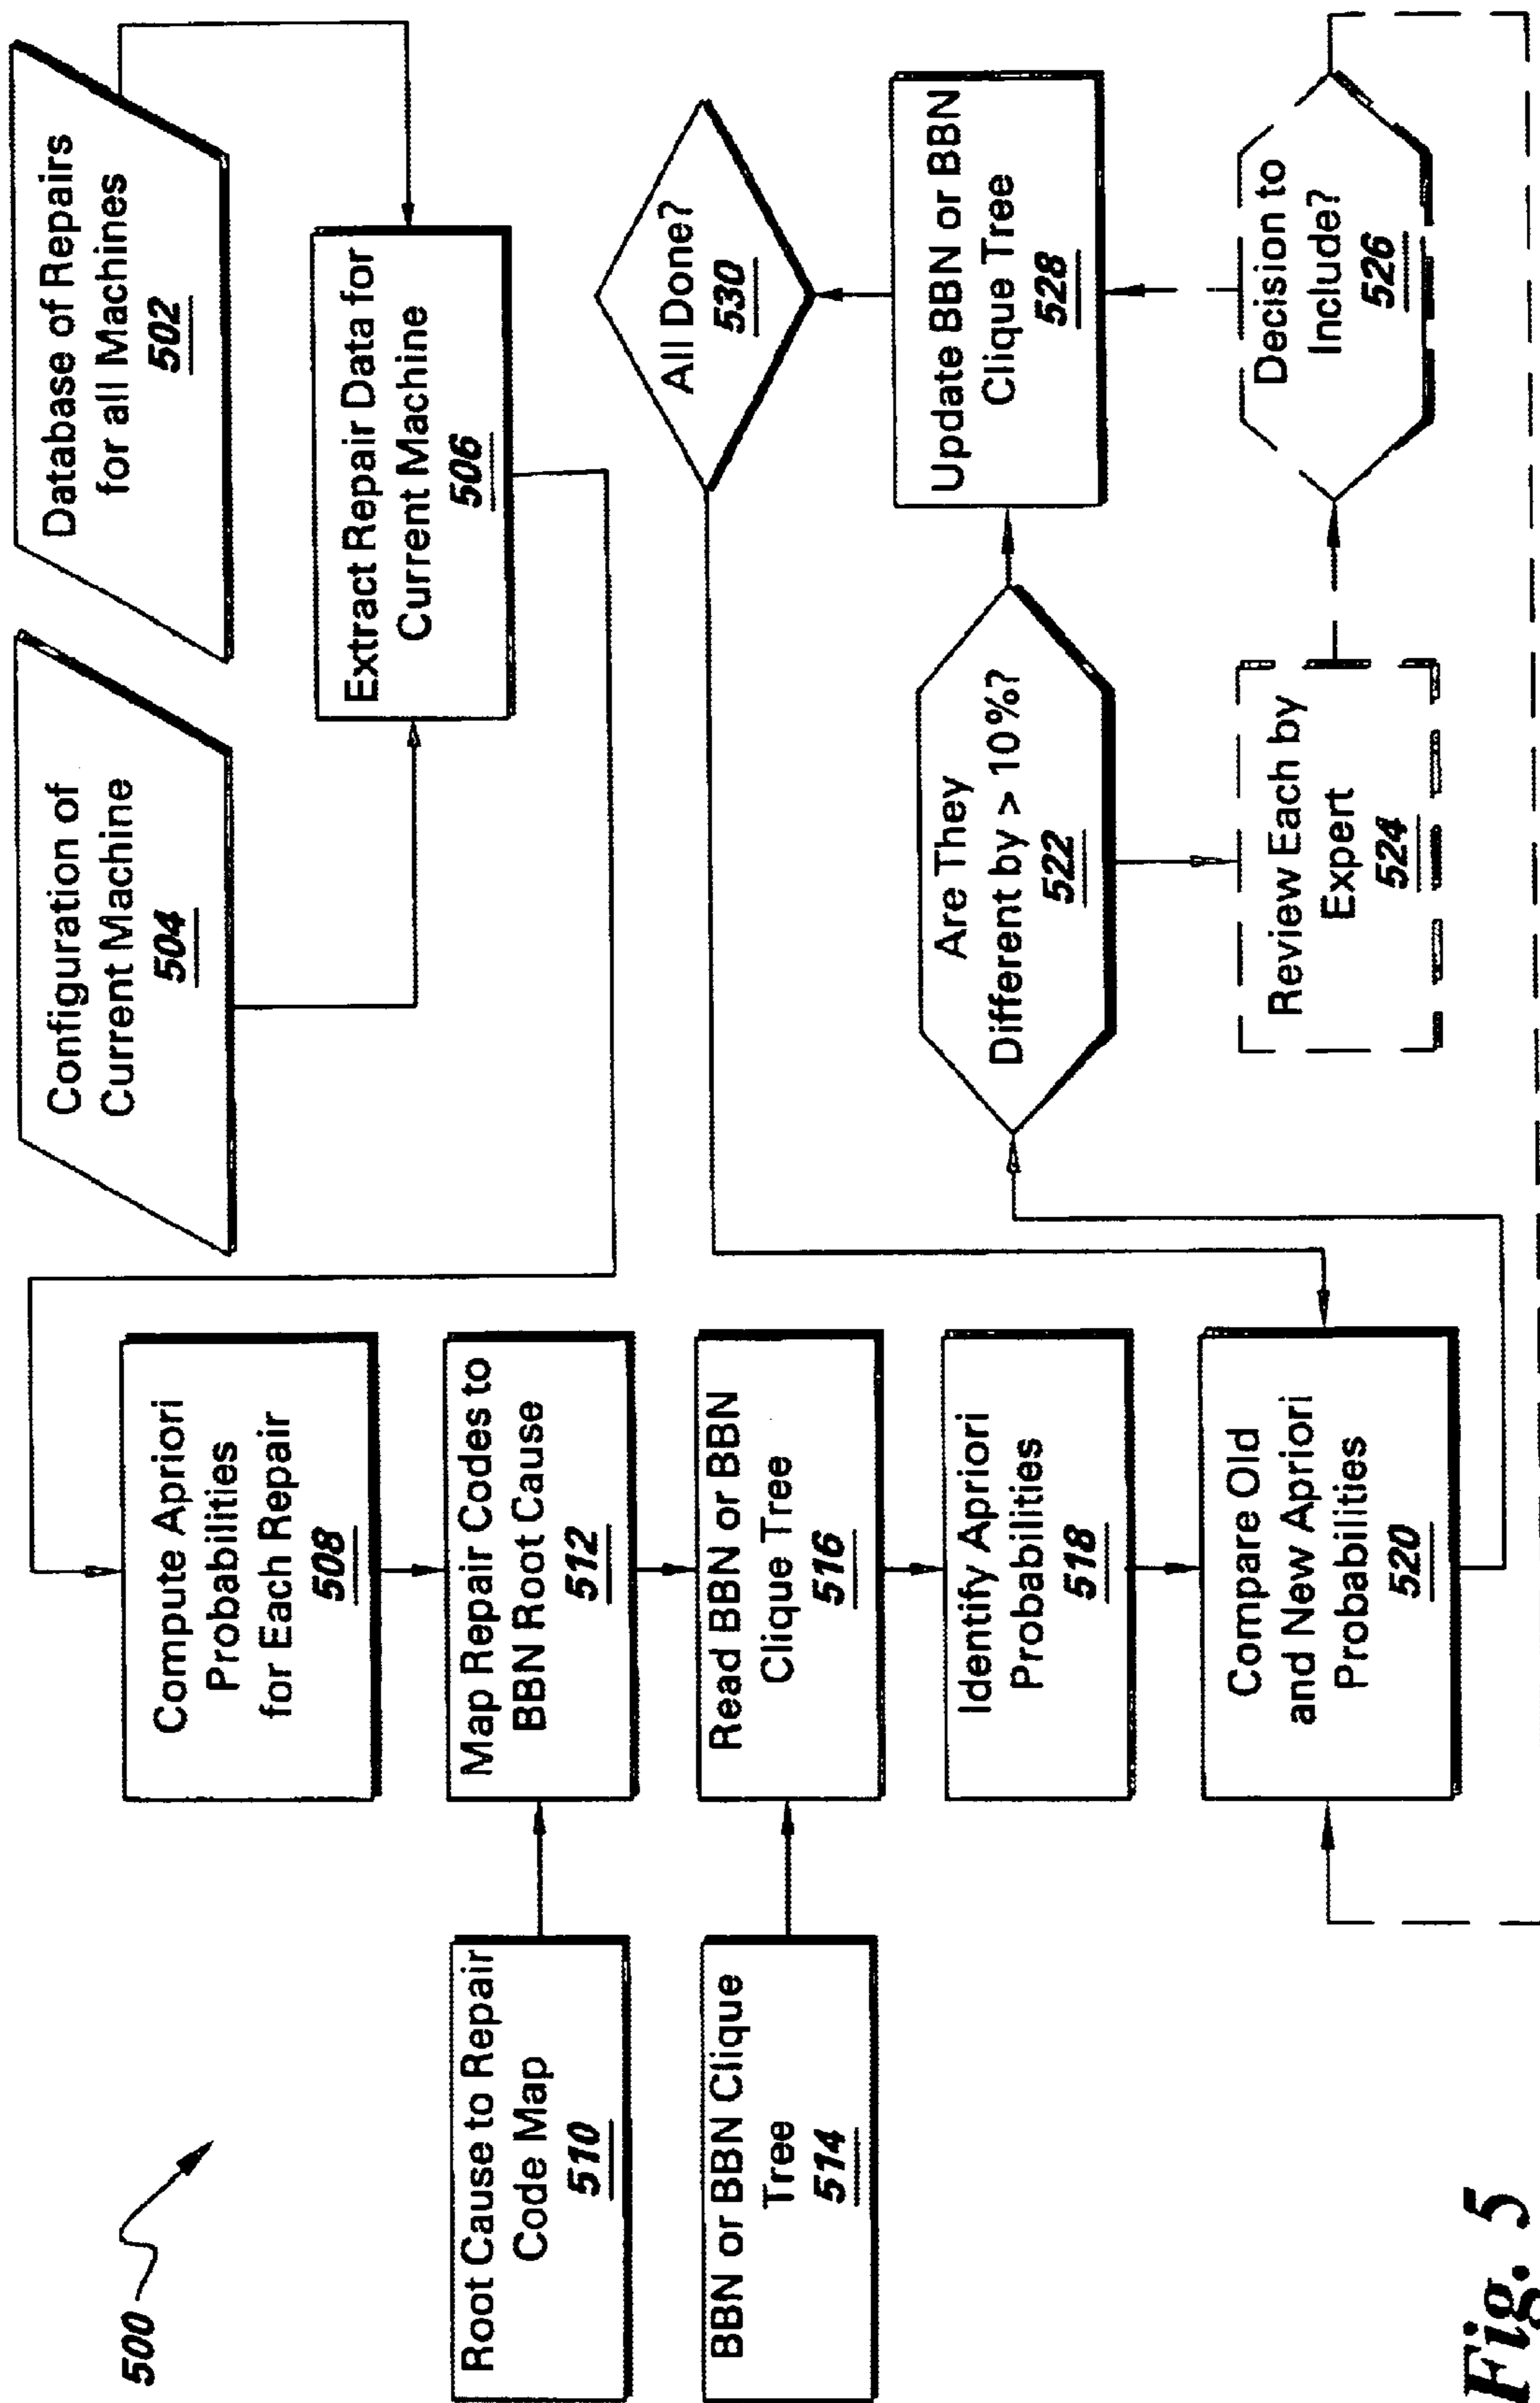 500
Database of Repairs
for all Machines
502
Configuration of
Current Machine
504
Extract Repair Data for
Current Machine
506
Compute Apriori
Probabilities
for Each Repair
508
Root Cause to Repair
Code Map
510
Map Repair Codes to
BBN Root Cause
512
BBN or BBN Clique
Tree
514
Read BBN or BBN
Clique Tree
516
Identify Apriori
Probabilities
518
Compare Old
and New Apriori
Probabilities
520
Are They
Different by > 10%?
522
Review Each by
Expert
524
Decision to
Include?
526
Update BBN or BBN
Clique Tree
528
All Done?
530
Fig. 5